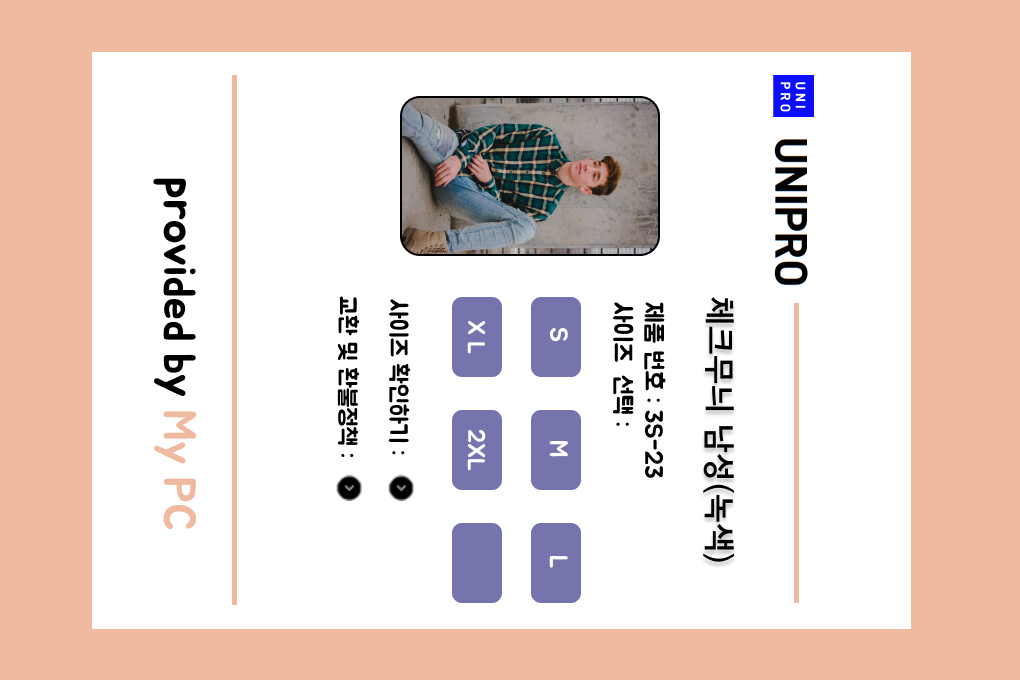 UNI
PRO
UNIPRO
체크무늬 남성(녹색)
제품 번호 : 3S-23
사이즈 선택 :
S M L
XL 2XL
사이즈 확인하기 :
교환 및 환불정책 :
provided by My PC